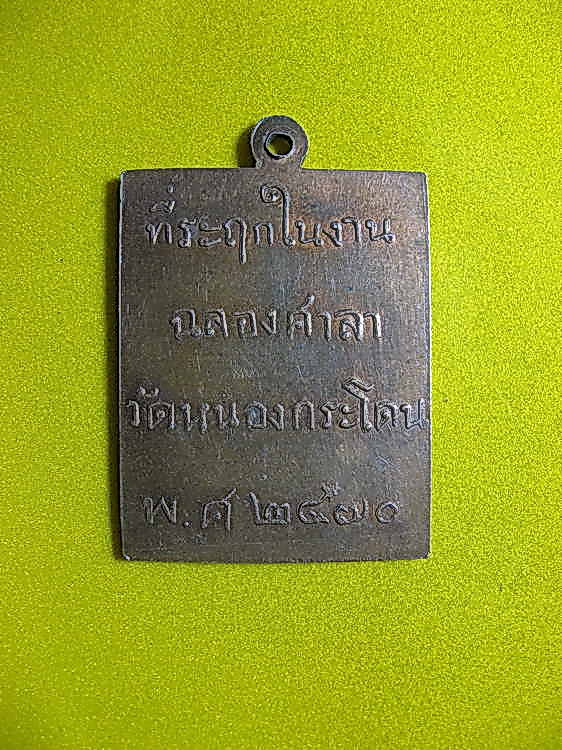 ที่ระฤกในงาน
ฉลองศาลา
วัดหนองกระโดน
พ.ศ ๒๔๗๐